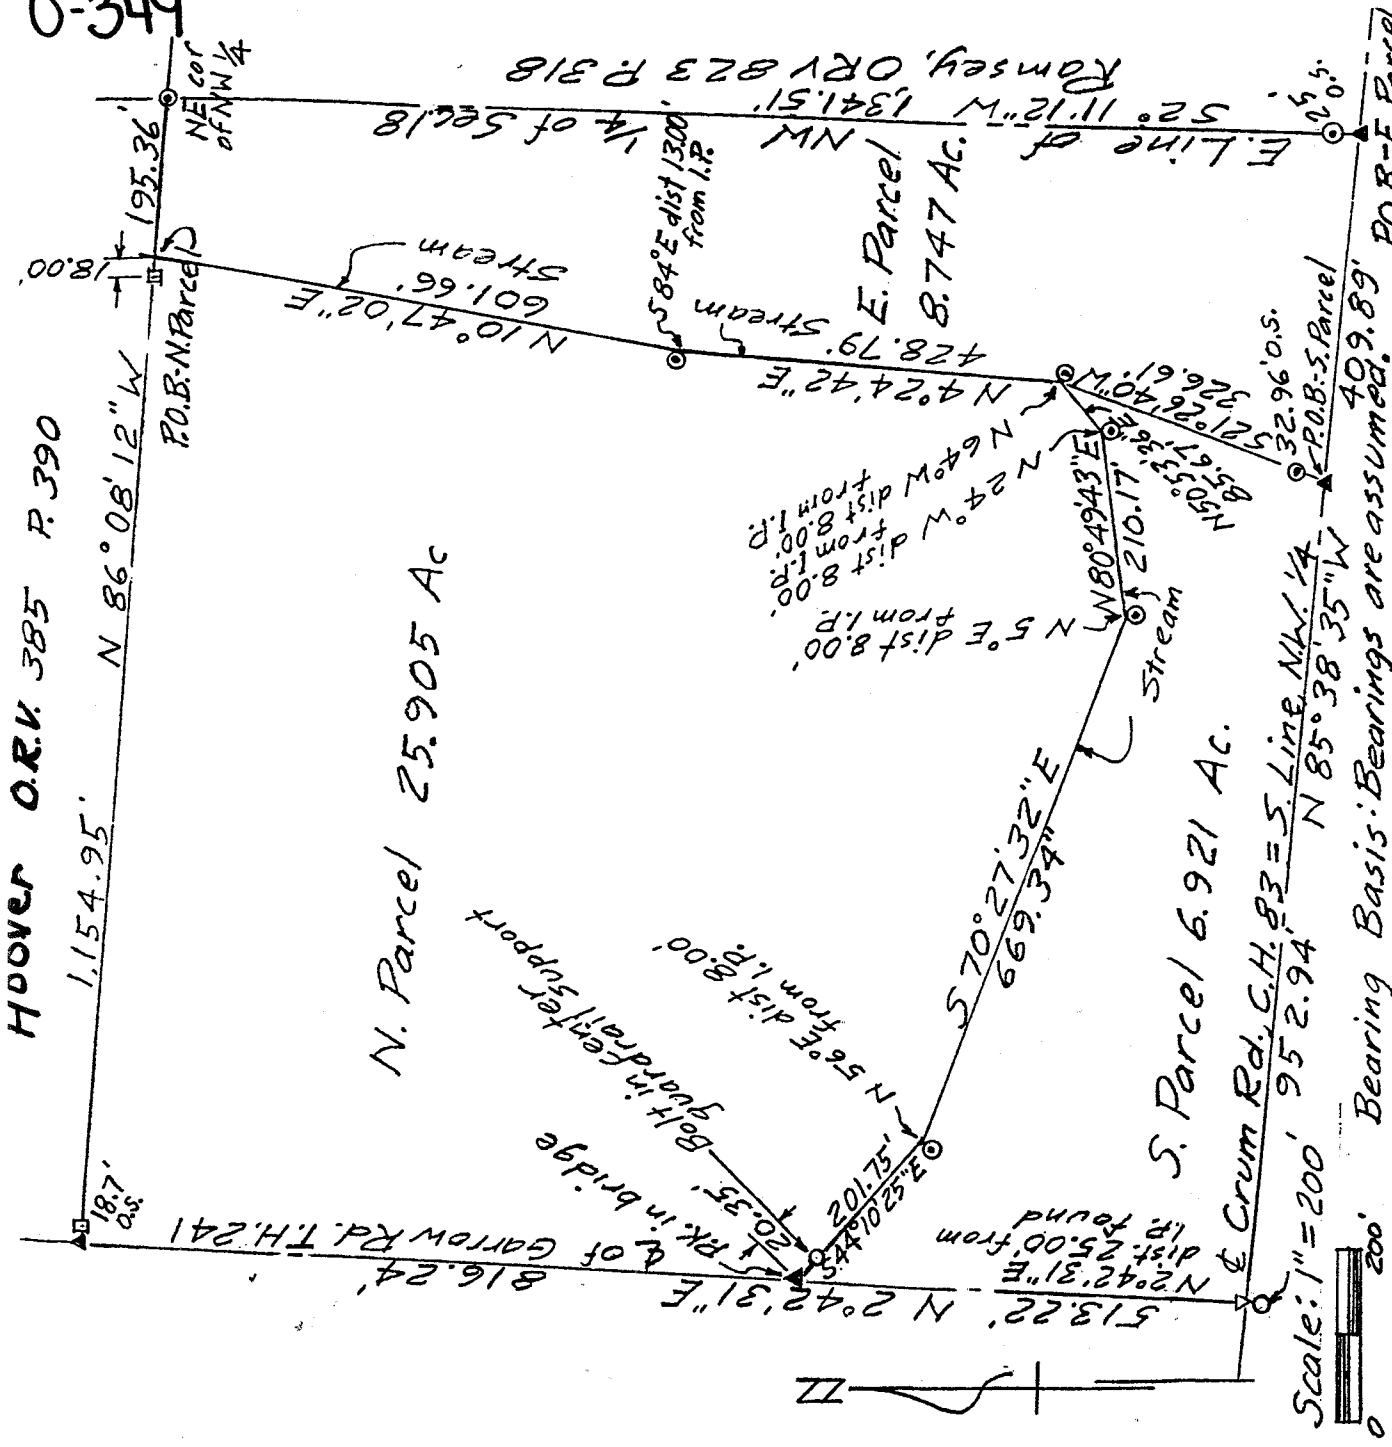 0-349
HOOVER O.R.V. 385 P. 390
1,154.95'
N 86° 08' 12" W
18.00'
195.36'
NE cor
of NW 1/4
P.O.B.-N. Parcel
18.7'
O.S.
Ramsey, ORV 823 P. 318
S 2° 11' 12" W 1,341.51'
E. Line of NW 1/4 of Sec. 18
N 10° 47' 02" E
601.66'
Stream
S 84° E dist 13.00'
from I.P.
E. Parcel
8.747 Ac.
Stream
N 4° 24' 42" E
428.79'
N. Parcel 25.905 Ac
N 64° W dist 8.00'
from I.P.
N 24° W dist 8.00'
from I.P.
N 5° E dist 8.00'
from I.P.
N 80° 49' 43" E
210.17'
N 50° 53' 36" E
85.67'
S 21° 26' 40" W
326.61'
32.96' O.S.
25'
O.S.
P.O.B.-S. Parcel
Stream
S 70° 27' 32" E
669.34"
N 56° E dist 8.00'
from I.P.
Bolt in center
guardrail support
P.K. in bridge
20.35'
201.75'
S 44° 10' 25" E
816.24'
℄ of Garrow Rd. T.H. 241
N 2° 42' 31" E
513.22'
N 2° 42' 31" E
dist. 25.00' from
I.P. found
S. Parcel 6.921 Ac.
℄ Crum Rd., C.H. 83 = S. Line N.W. 1/4
952.94'
N 85° 38' 35" W
409.89'
P.O.B-E Parcel
N
Scale: 1" = 200'
0 200'
Bearing Basis: Bearings are assumed.